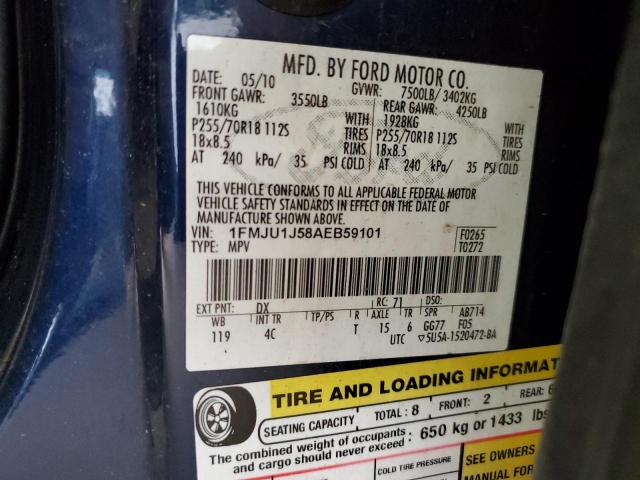 MFD. BY FORD MOTOR CO.
DATE: 05/10 GVWR: 7500LB/ 3402KG
FRONT GAWR: 3550LB REAR GAWR: 4250LB
1610KG WITH 1928KG WITH
P255/70R18 112S TIRES P255/70R18 112S TIRES
18x8.5 RIMS 18x8.5 RIMS
AT 240 kPa/ 35 PSI COLD AT 240 kPa/ 35 PSI COLD
THIS VEHICLE CONFORMS TO ALL APPLICABLE FEDERAL MOTOR
VEHICLE SAFETY STANDARDS IN EFFECT ON THE DATE OF
MANUFACTURE SHOWN ABOVE.
VIN: 1FMJU1J58AEB59101 F0265
TYPE: MPV T0272
EXT PNT: DX RC: 71 DSO:
WB INT TR TP/PS R AXLE TR SPR AB714
119 4C T 15 6 GG77 F05
UTC ▽5U5A-1520472-BA
TIRE AND LOADING INFORMAT
SEATING CAPACITY TOTAL: 8 FRONT: 2 REAR: 6
The combined weight of occupants
and cargo should never exceed : 650 kg or 1433 lbs
COLD TIRE PRESSURE
SEE OWNERS
MANUAL FOR